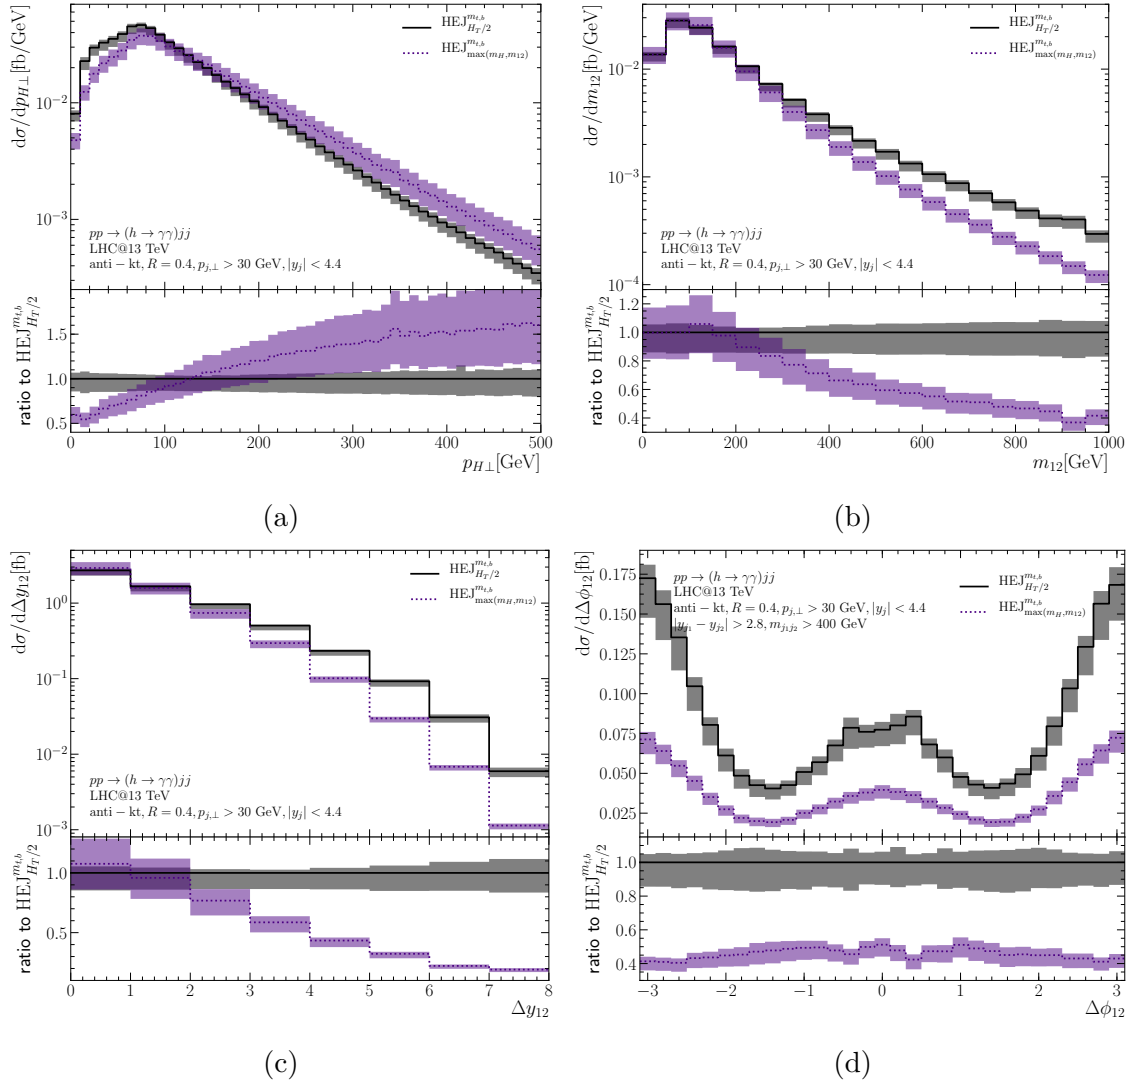 dσ/dp_{H⊥}[fb/GeV]
10^{−2}
10^{−3}
HEJ^{m_{t,b}}_{H_T/2}
HEJ^{m_{t,b}}_{max(m_H,m_{12})}
pp → (h → γγ)jj
LHC@13 TeV
anti − kt, R = 0.4, p_{j,⊥} > 30 GeV, |y_j| < 4.4
ratio to HEJ^{m_{t,b}}_{H_T/2}
1.5
1.0
0.5
0 100 200 300 400 500
p_{H⊥}[GeV]
(a)
dσ/dm_{12}[fb/GeV]
10^{−2}
10^{−3}
10^{−4}
HEJ^{m_{t,b}}_{H_T/2}
HEJ^{m_{t,b}}_{max(m_H,m_{12})}
pp → (h → γγ)jj
LHC@13 TeV
anti − kt, R = 0.4, p_{j,⊥} > 30 GeV, |y_j| < 4.4
ratio to HEJ^{m_{t,b}}_{H_T/2}
1.2
1.0
0.8
0.6
0.4
0 200 400 600 800 1000
m_{12}[GeV]
(b)
dσ/dΔy_{12}[fb]
10^{0}
10^{−1}
10^{−2}
10^{−3}
HEJ^{m_{t,b}}_{H_T/2}
HEJ^{m_{t,b}}_{max(m_H,m_{12})}
pp → (h → γγ)jj
LHC@13 TeV
anti − kt, R = 0.4, p_{j,⊥} > 30 GeV, |y_j| < 4.4
ratio to HEJ^{m_{t,b}}_{H_T/2}
1.0
0.5
0 1 2 3 4 5 6 7 8
Δy_{12}
(c)
dσ/dΔϕ_{12}[fb]
0.175
0.150
0.125
0.100
0.075
0.050
0.025
pp → (h → γγ)jj
LHC@13 TeV
anti − kt, R = 0.4, p_{j,⊥} > 30 GeV, |y_j| < 4.4
|y_{j_1} − y_{j_2}| > 2.8, m_{j_1j_2} > 400 GeV
HEJ^{m_{t,b}}_{H_T/2}
HEJ^{m_{t,b}}_{max(m_H,m_{12})}
ratio to HEJ^{m_{t,b}}_{H_T/2}
1.0
0.8
0.6
0.4
−3 −2 −1 0 1 2 3
Δϕ_{12}
(d)